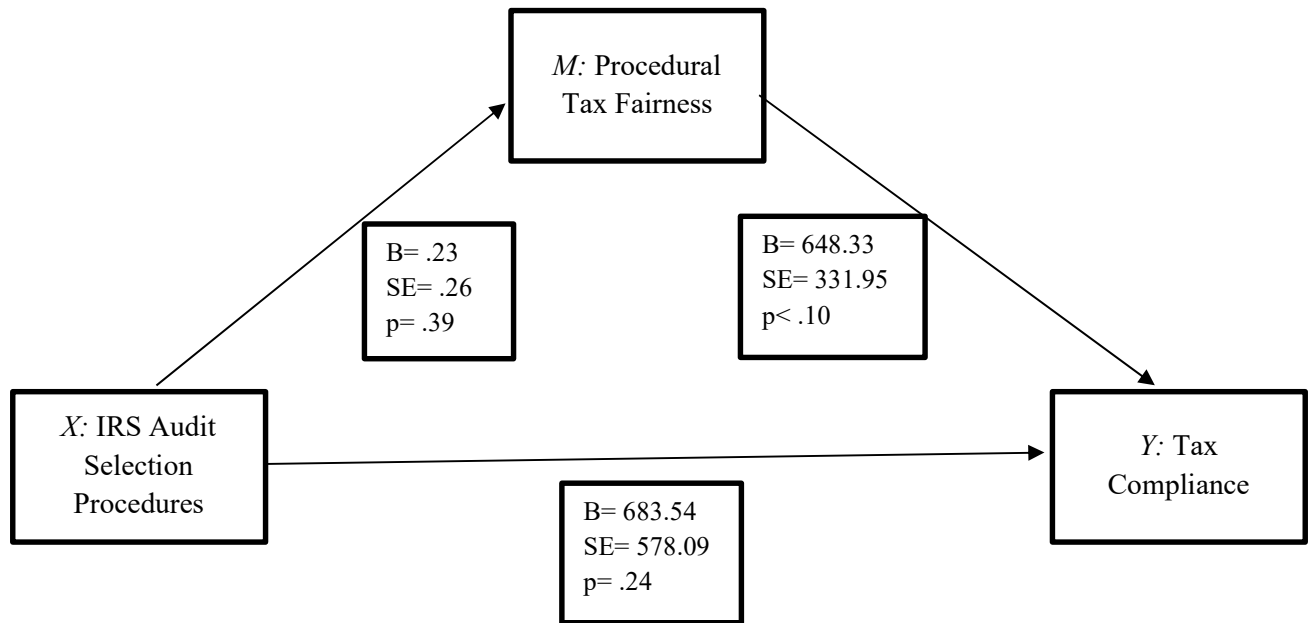 M: Procedural
Tax Fairness
B= .23
SE= .26
p= .39
B= 648.33
SE= 331.95
p< .10
X: IRS Audit
Selection
Procedures
Y: Tax
Compliance
B= 683.54
SE= 578.09
p= .24